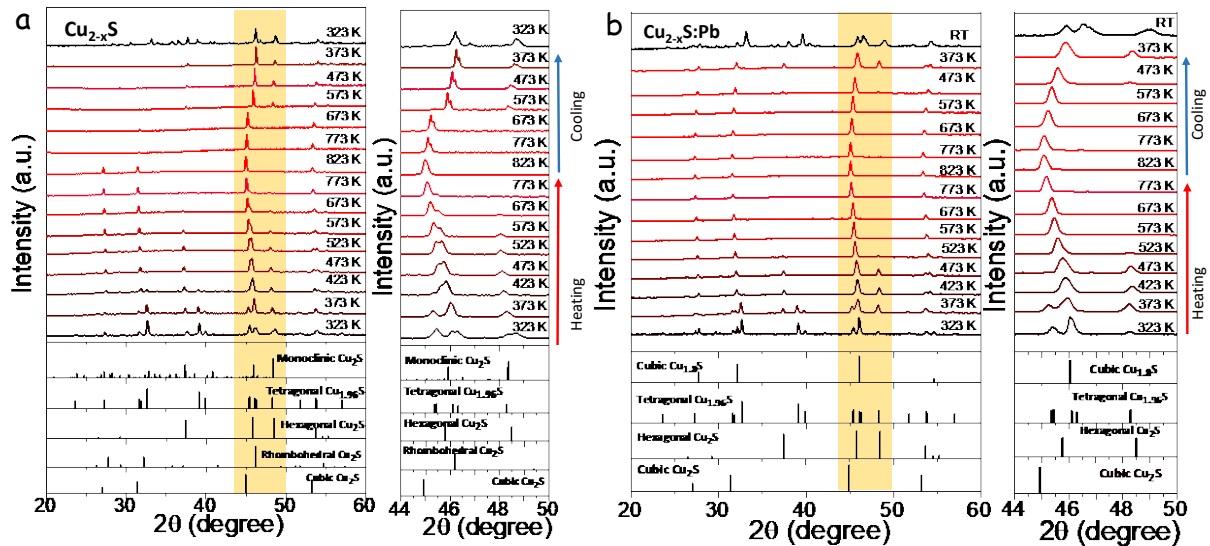 a
Cu2-xS
Intensity (a.u.)
323 K
373 K
473 K
573 K
673 K
773 K
823 K
773 K
673 K
573 K
523 K
473 K
423 K
373 K
323 K
Monoclinic Cu2S
Tetragonal Cu1.96S
Hexagonal Cu2S
Rhombohedral Cu2S
Cubic Cu2S
20 30 40 50 60
2θ (degree)
Intensity (a.u.)
323 K
373 K
473 K
573 K
673 K
773 K
823 K
773 K
673 K
573 K
523 K
473 K
423 K
373 K
323 K
Cooling
Heating
Monoclinic Cu2S
Tetragonal Cu1.96S
Hexagonal Cu2S
Rhombohedral Cu2S
Cubic Cu2S
44 46 48 50
2θ (degree)
b
Cu2-xS:Pb
Intensity (a.u.)
RT
373 K
473 K
573 K
673 K
773 K
823 K
773 K
673 K
573 K
523 K
473 K
423 K
373 K
323 K
Cubic Cu1.8S
Tetragonal Cu1.96S
Hexagonal Cu2S
Cubic Cu2S
20 30 40 50 60
2θ (degree)
Intensity (a.u.)
RT
373 K
473 K
573 K
673 K
773 K
823 K
773 K
673 K
573 K
523 K
473 K
423 K
373 K
323 K
Cooling
Heating
Cubic Cu1.8S
Tetragonal Cu1.96S
Hexagonal Cu2S
Cubic Cu2S
44 46 48 50
2θ (degree)